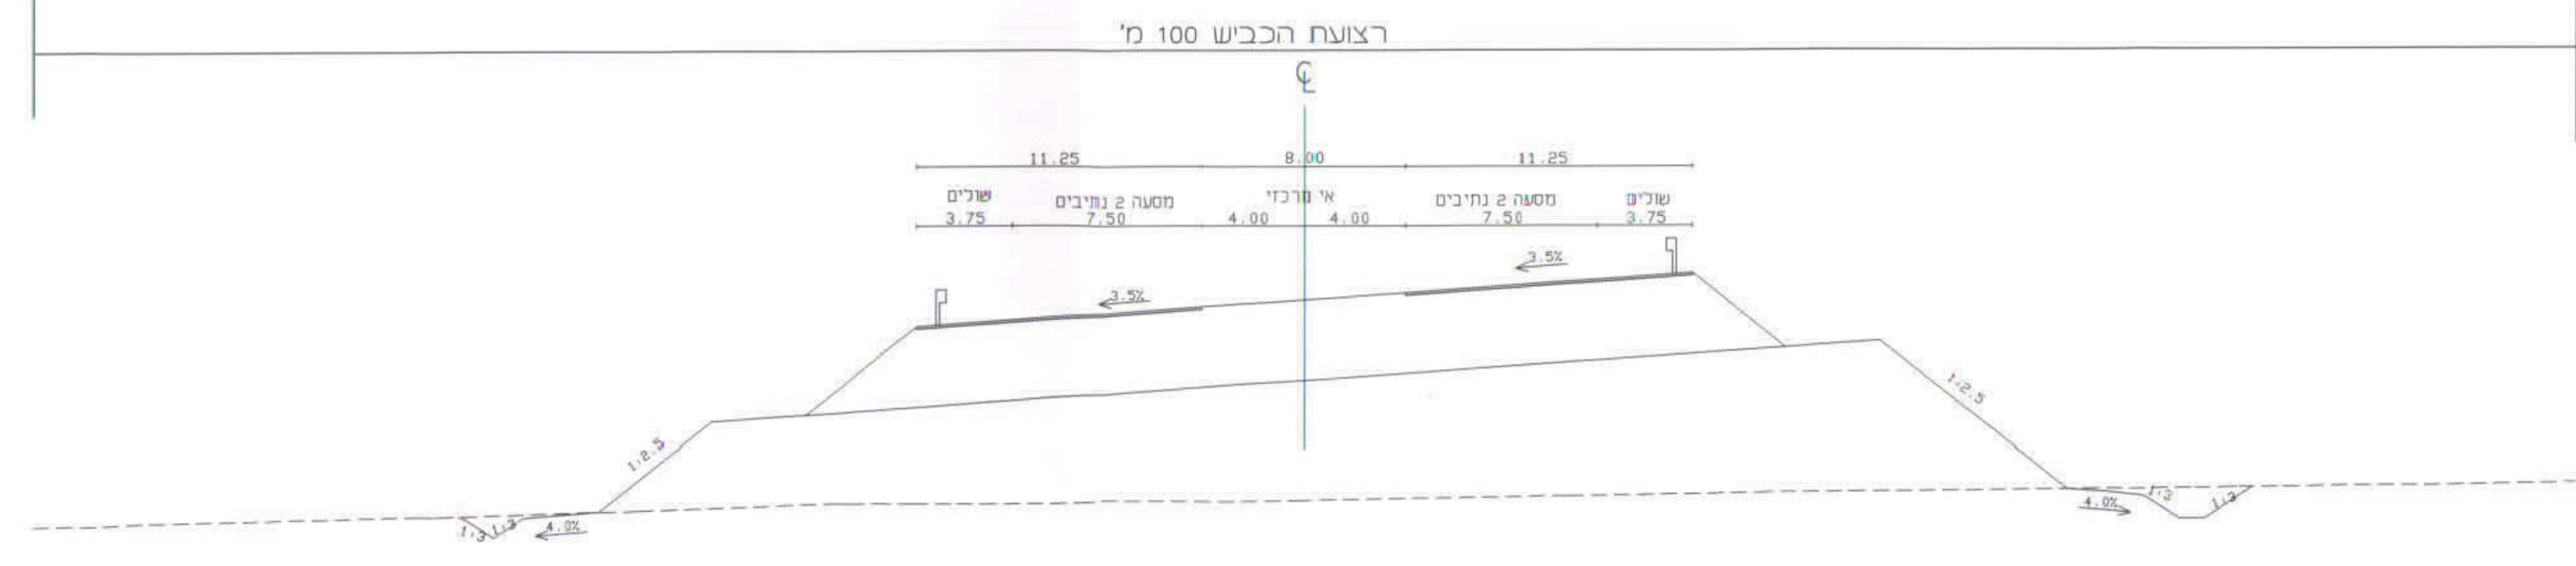 רצועת הכביש 100 מ'
℄
11.25 8.00 11.25
שולים מסעה 2 נתיבים אי מרכזי מסעה 2 נתיבים שולים
3.75 7.50 4.00 4.00 7.50 3.75
3.5%
3.5%
1:2.5
1:2.5
1:3 1:3 4.0%
4.0% 1:3 1:3